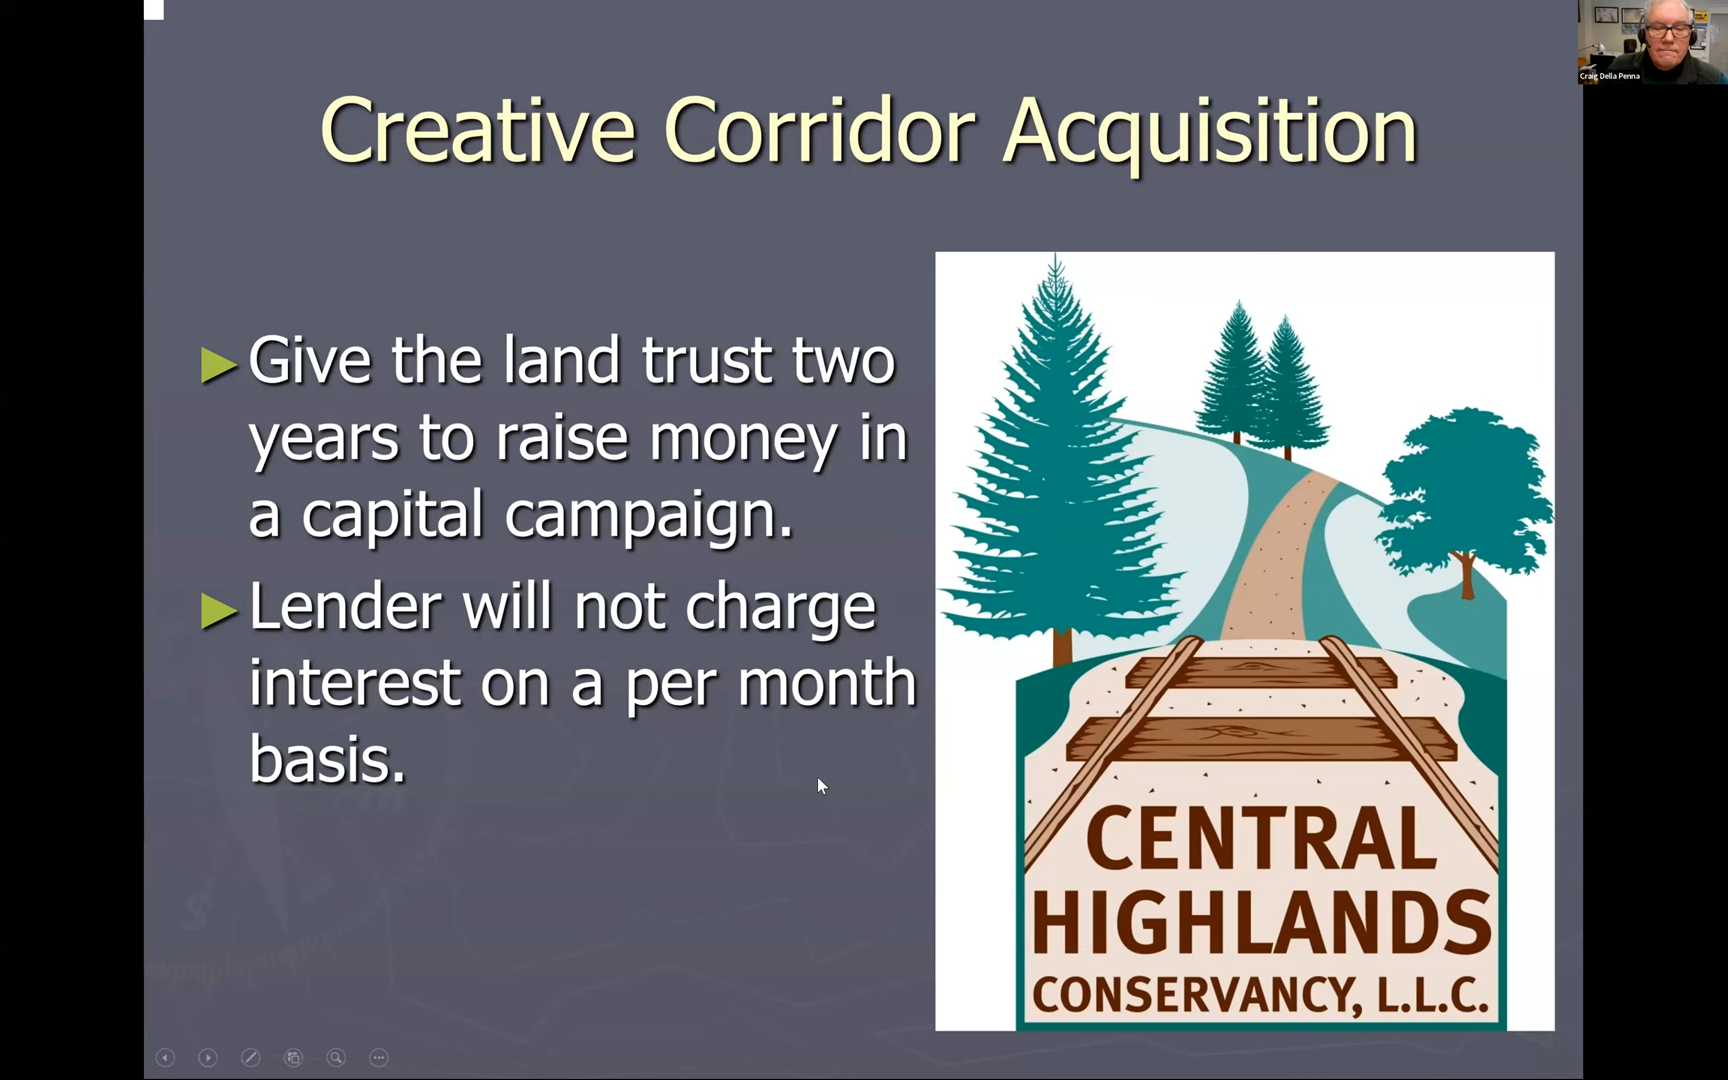 Craig Della Penna
Creative Corridor Acquisition
Give the land trust two
years to raise money in
a capital campaign.
Lender will not charge
interest on a per month
basis.
CENTRAL
HIGHLANDS
CONSERVANCY, L.L.C.